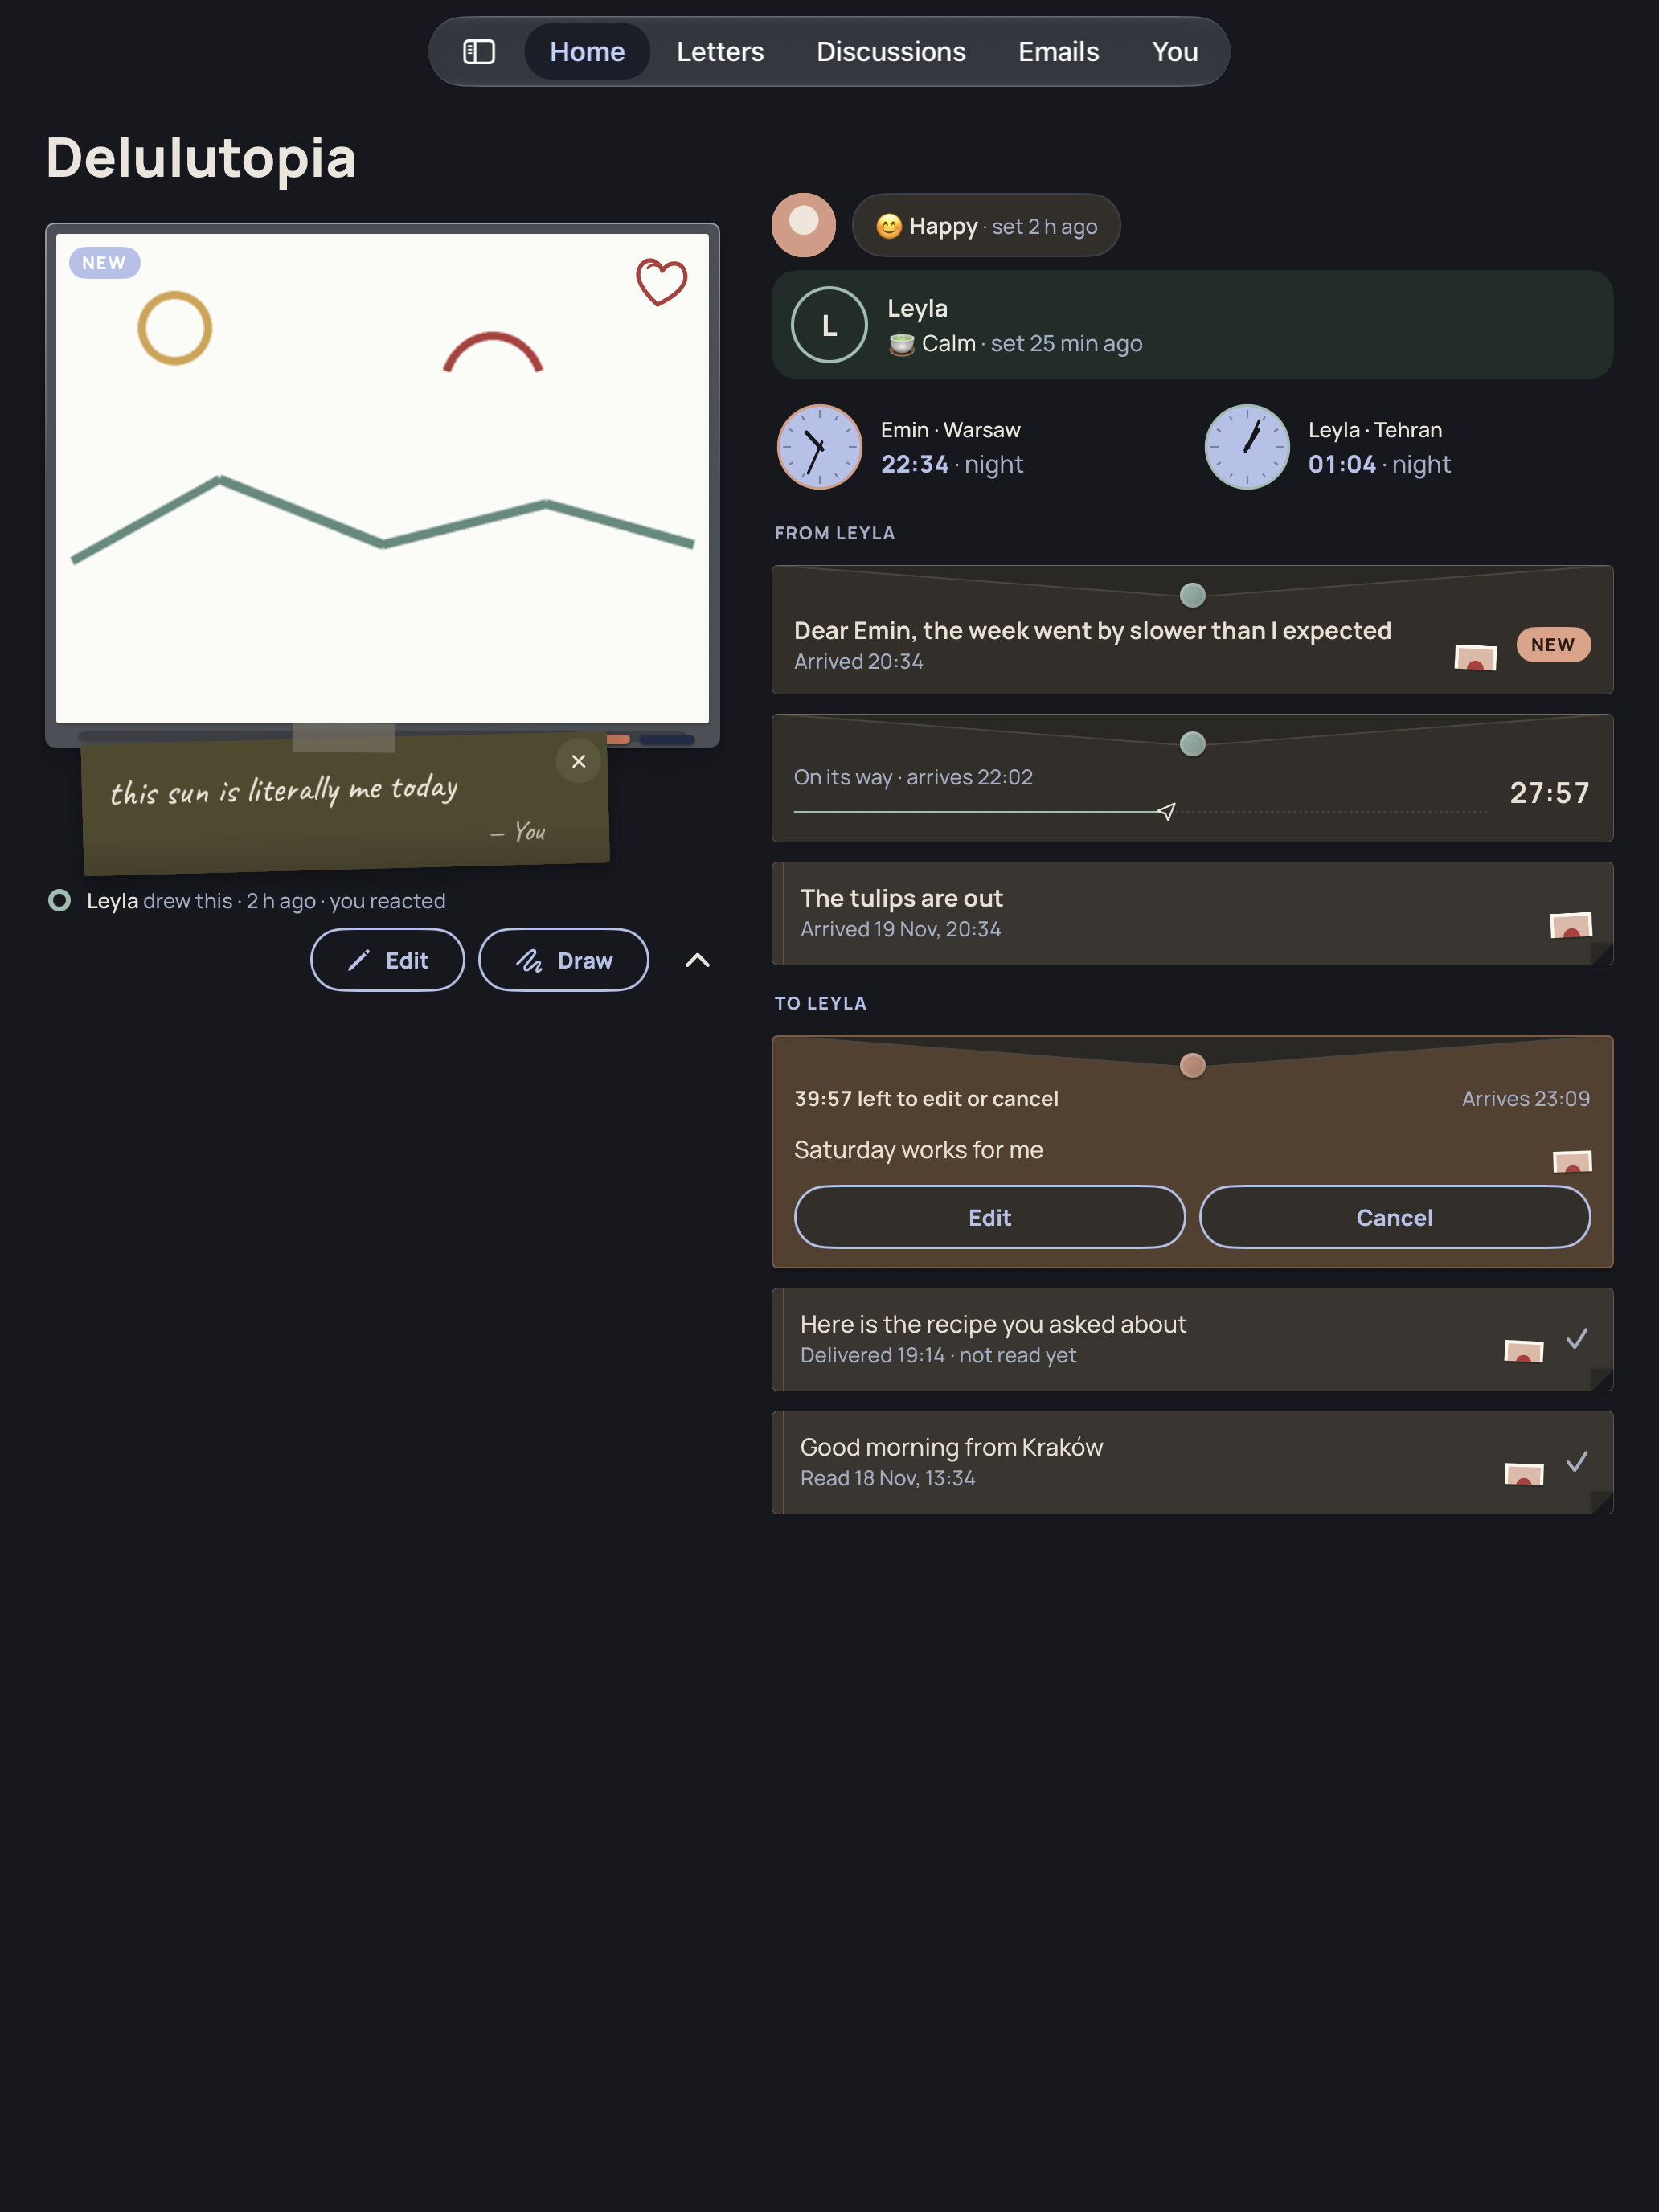 Home Letters Discussions Emails You
Delulutopia
NEW
this sun is literally me today
– You
Leyla drew this · 2 h ago · you reacted
Edit
Draw
😊 Happy · set 2 h ago
L
Leyla
🍵 Calm · set 25 min ago
Emin · Warsaw
22:34 · night
Leyla · Tehran
01:04 · night
FROM LEYLA
Dear Emin, the week went by slower than I expected
Arrived 20:34
NEW
On its way · arrives 22:02
27:57
The tulips are out
Arrived 19 Nov, 20:34
TO LEYLA
39:57 left to edit or cancel
Arrives 23:09
Saturday works for me
Edit
Cancel
Here is the recipe you asked about
Delivered 19:14 · not read yet
Good morning from Kraków
Read 18 Nov, 13:34